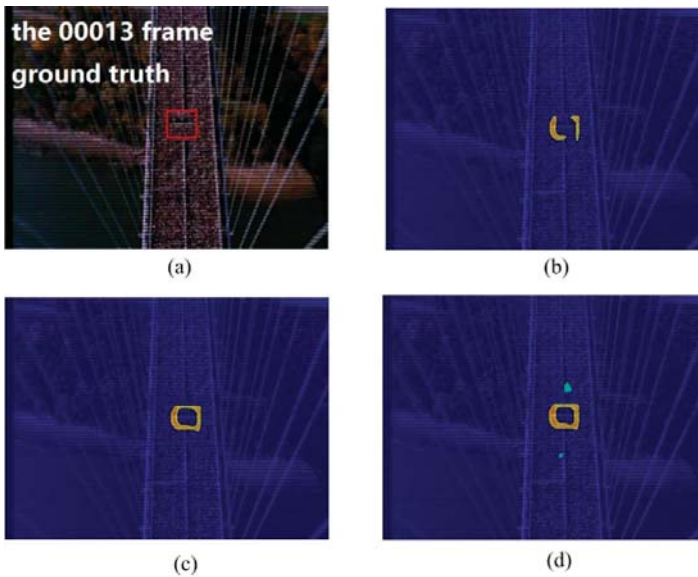 the 00013 frame
ground truth
(a)
(b)
(c)
(d)